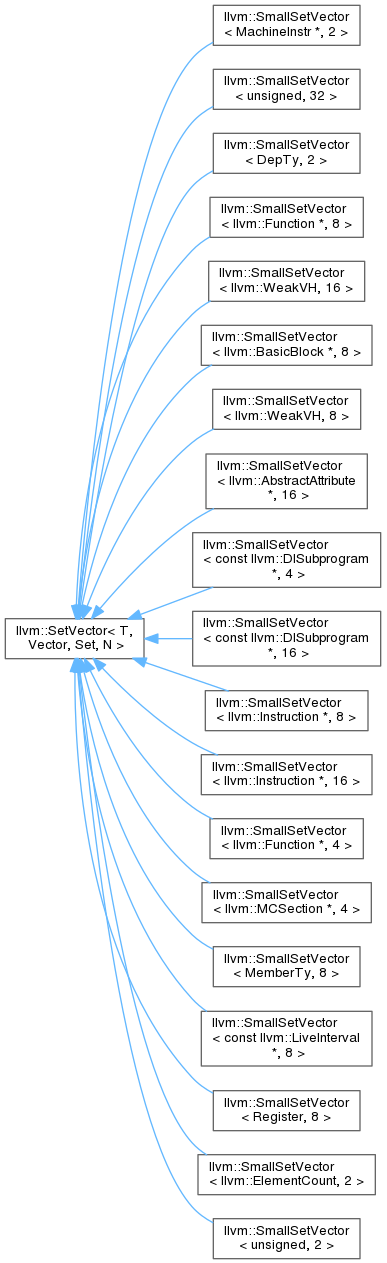 llvm::SmallSetVector
< MachineInstr *, 2 >
llvm::SmallSetVector
< unsigned, 32 >
llvm::SmallSetVector
< DepTy, 2 >
llvm::SmallSetVector
< llvm::Function *, 8 >
llvm::SmallSetVector
< llvm::WeakVH, 16 >
llvm::SmallSetVector
< llvm::BasicBlock *, 8 >
llvm::SmallSetVector
< llvm::WeakVH, 8 >
llvm::SmallSetVector
< llvm::AbstractAttribute
*, 16 >
llvm::SmallSetVector
< const llvm::DISubprogram
*, 4 >
llvm::SetVector< T,
Vector, Set, N >
llvm::SmallSetVector
< const llvm::DISubprogram
*, 16 >
llvm::SmallSetVector
< llvm::Instruction *, 8 >
llvm::SmallSetVector
< llvm::Instruction *, 16 >
llvm::SmallSetVector
< llvm::Function *, 4 >
llvm::SmallSetVector
< llvm::MCSection *, 4 >
llvm::SmallSetVector
< MemberTy, 8 >
llvm::SmallSetVector
< const llvm::LiveInterval
*, 8 >
llvm::SmallSetVector
< Register, 8 >
llvm::SmallSetVector
< llvm::ElementCount, 2 >
llvm::SmallSetVector
< unsigned, 2 >